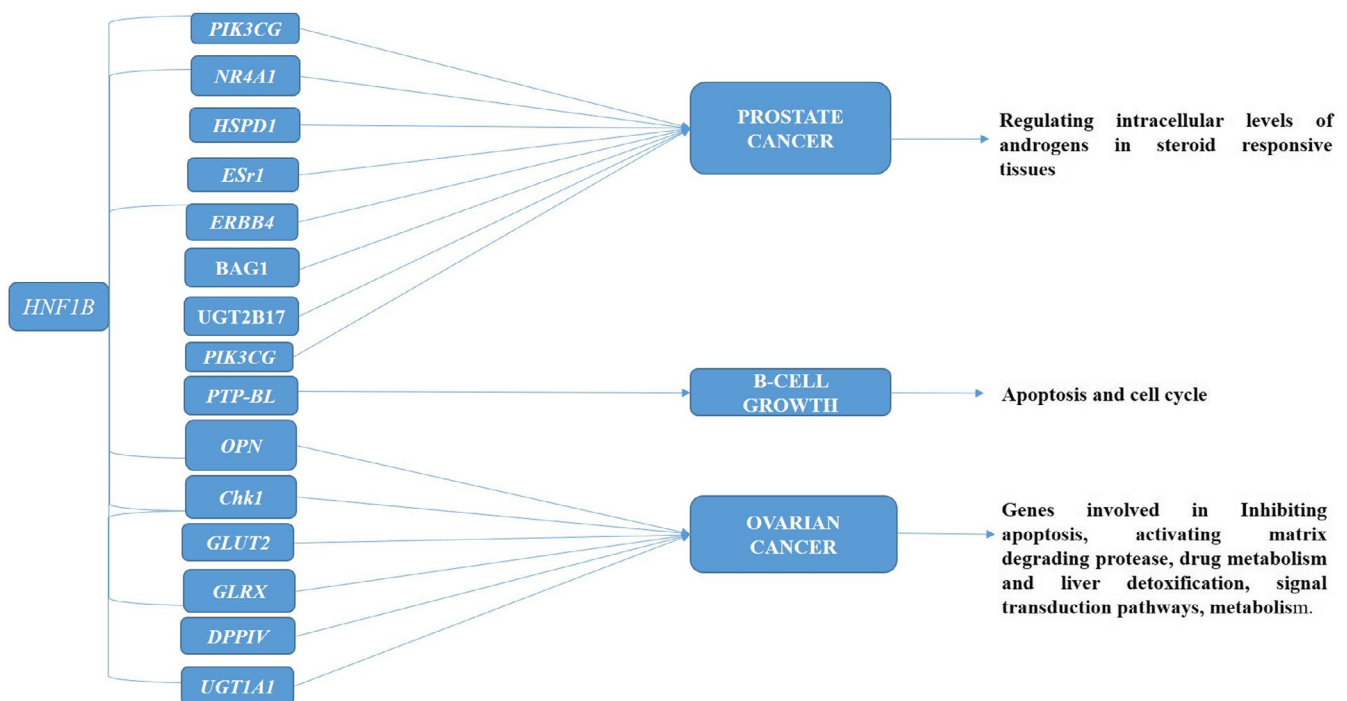 HNF1B
PIK3CG
NR4A1
HSPD1
ESr1
ERBB4
BAG1
UGT2B17
PIK3CG
PTP-BL
OPN
Chk1
GLUT2
GLRX
DPPIV
UGT1A1
PROSTATE
CANCER
B-CELL
GROWTH
OVARIAN
CANCER
Regulating intracellular levels of
androgens in steroid responsive
tissues
Apoptosis and cell cycle
Genes involved in Inhibiting
apoptosis, activating matrix
degrading protease, drug metabolism
and liver detoxification, signal
transduction pathways, metabolism.